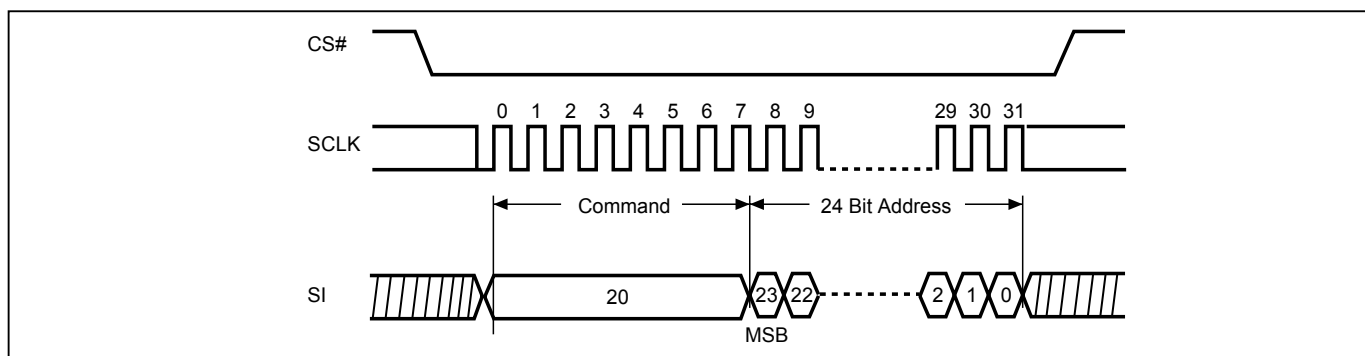 CS#
0 1 2 3 4 5 6 7 8 9 29 30 31
SCLK
Command 24 Bit Address
SI 20 23 22 2 1 0
MSB